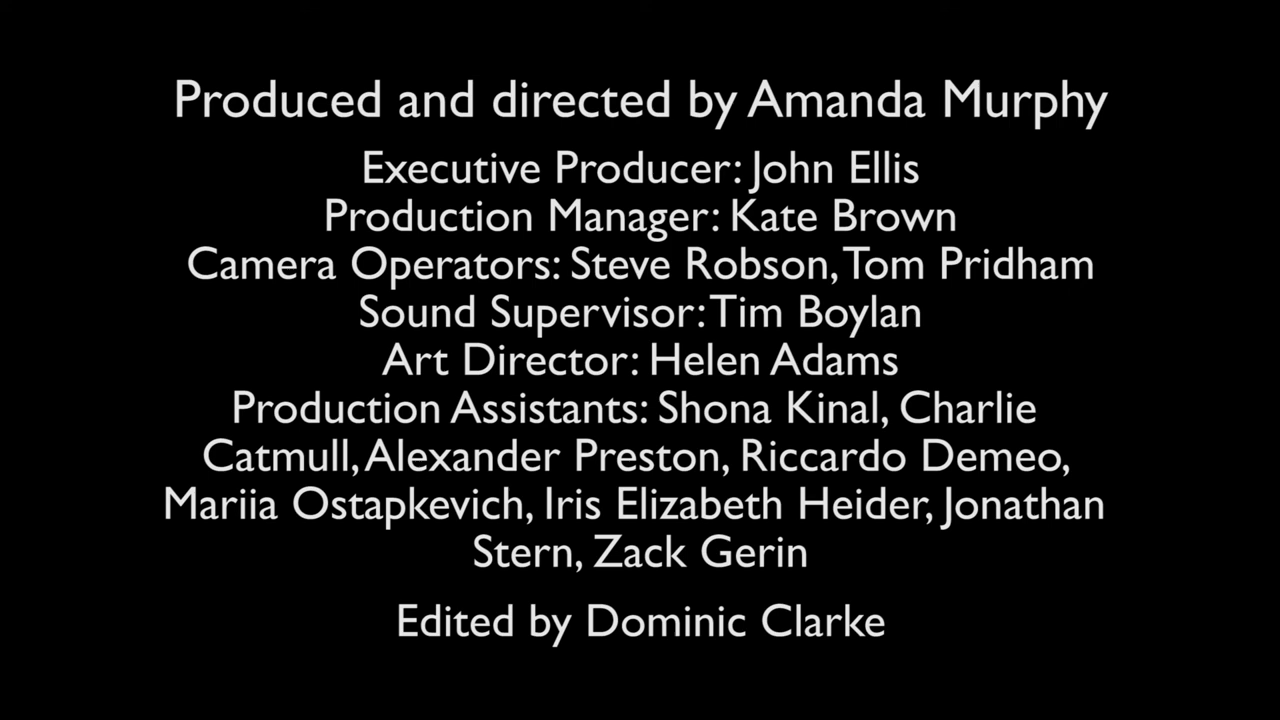 Produced and directed by Amanda Murphy
Executive Producer: John Ellis
Production Manager: Kate Brown
Camera Operators: Steve Robson, Tom Pridham
Sound Supervisor: Tim Boylan
Art Director: Helen Adams
Production Assistants: Shona Kinal, Charlie
Catmull, Alexander Preston, Riccardo Demeo,
Mariia Ostapkevich, Iris Elizabeth Heider, Jonathan
Stern, Zack Gerin
Edited by Dominic Clarke